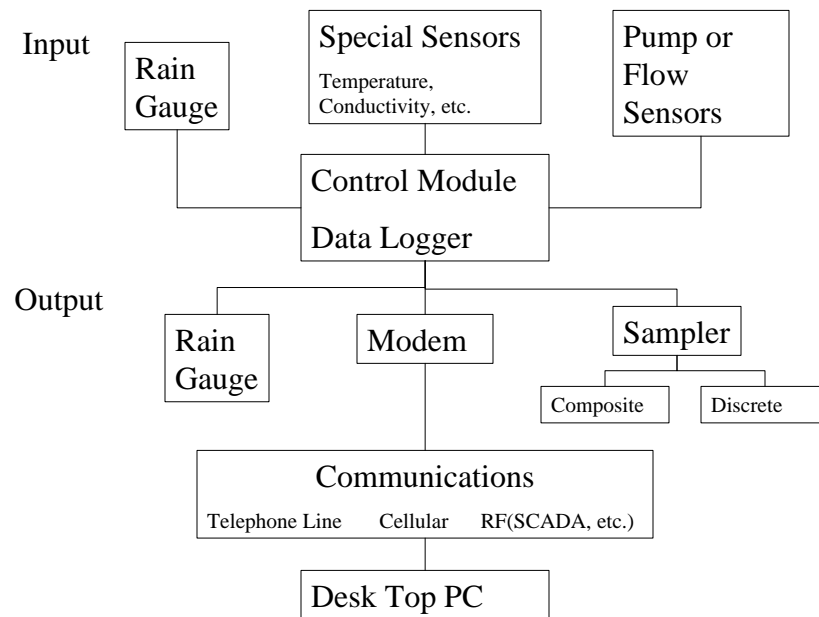 Input
Rain
Gauge
Special Sensors
Temperature,
Conductivity, etc.
Pump or
Flow
Sensors
Control Module
Data Logger
Output
Rain
Gauge
Modem
Sampler
Composite
Discrete
Communications
Telephone Line Cellular RF(SCADA, etc.)
Desk Top PC